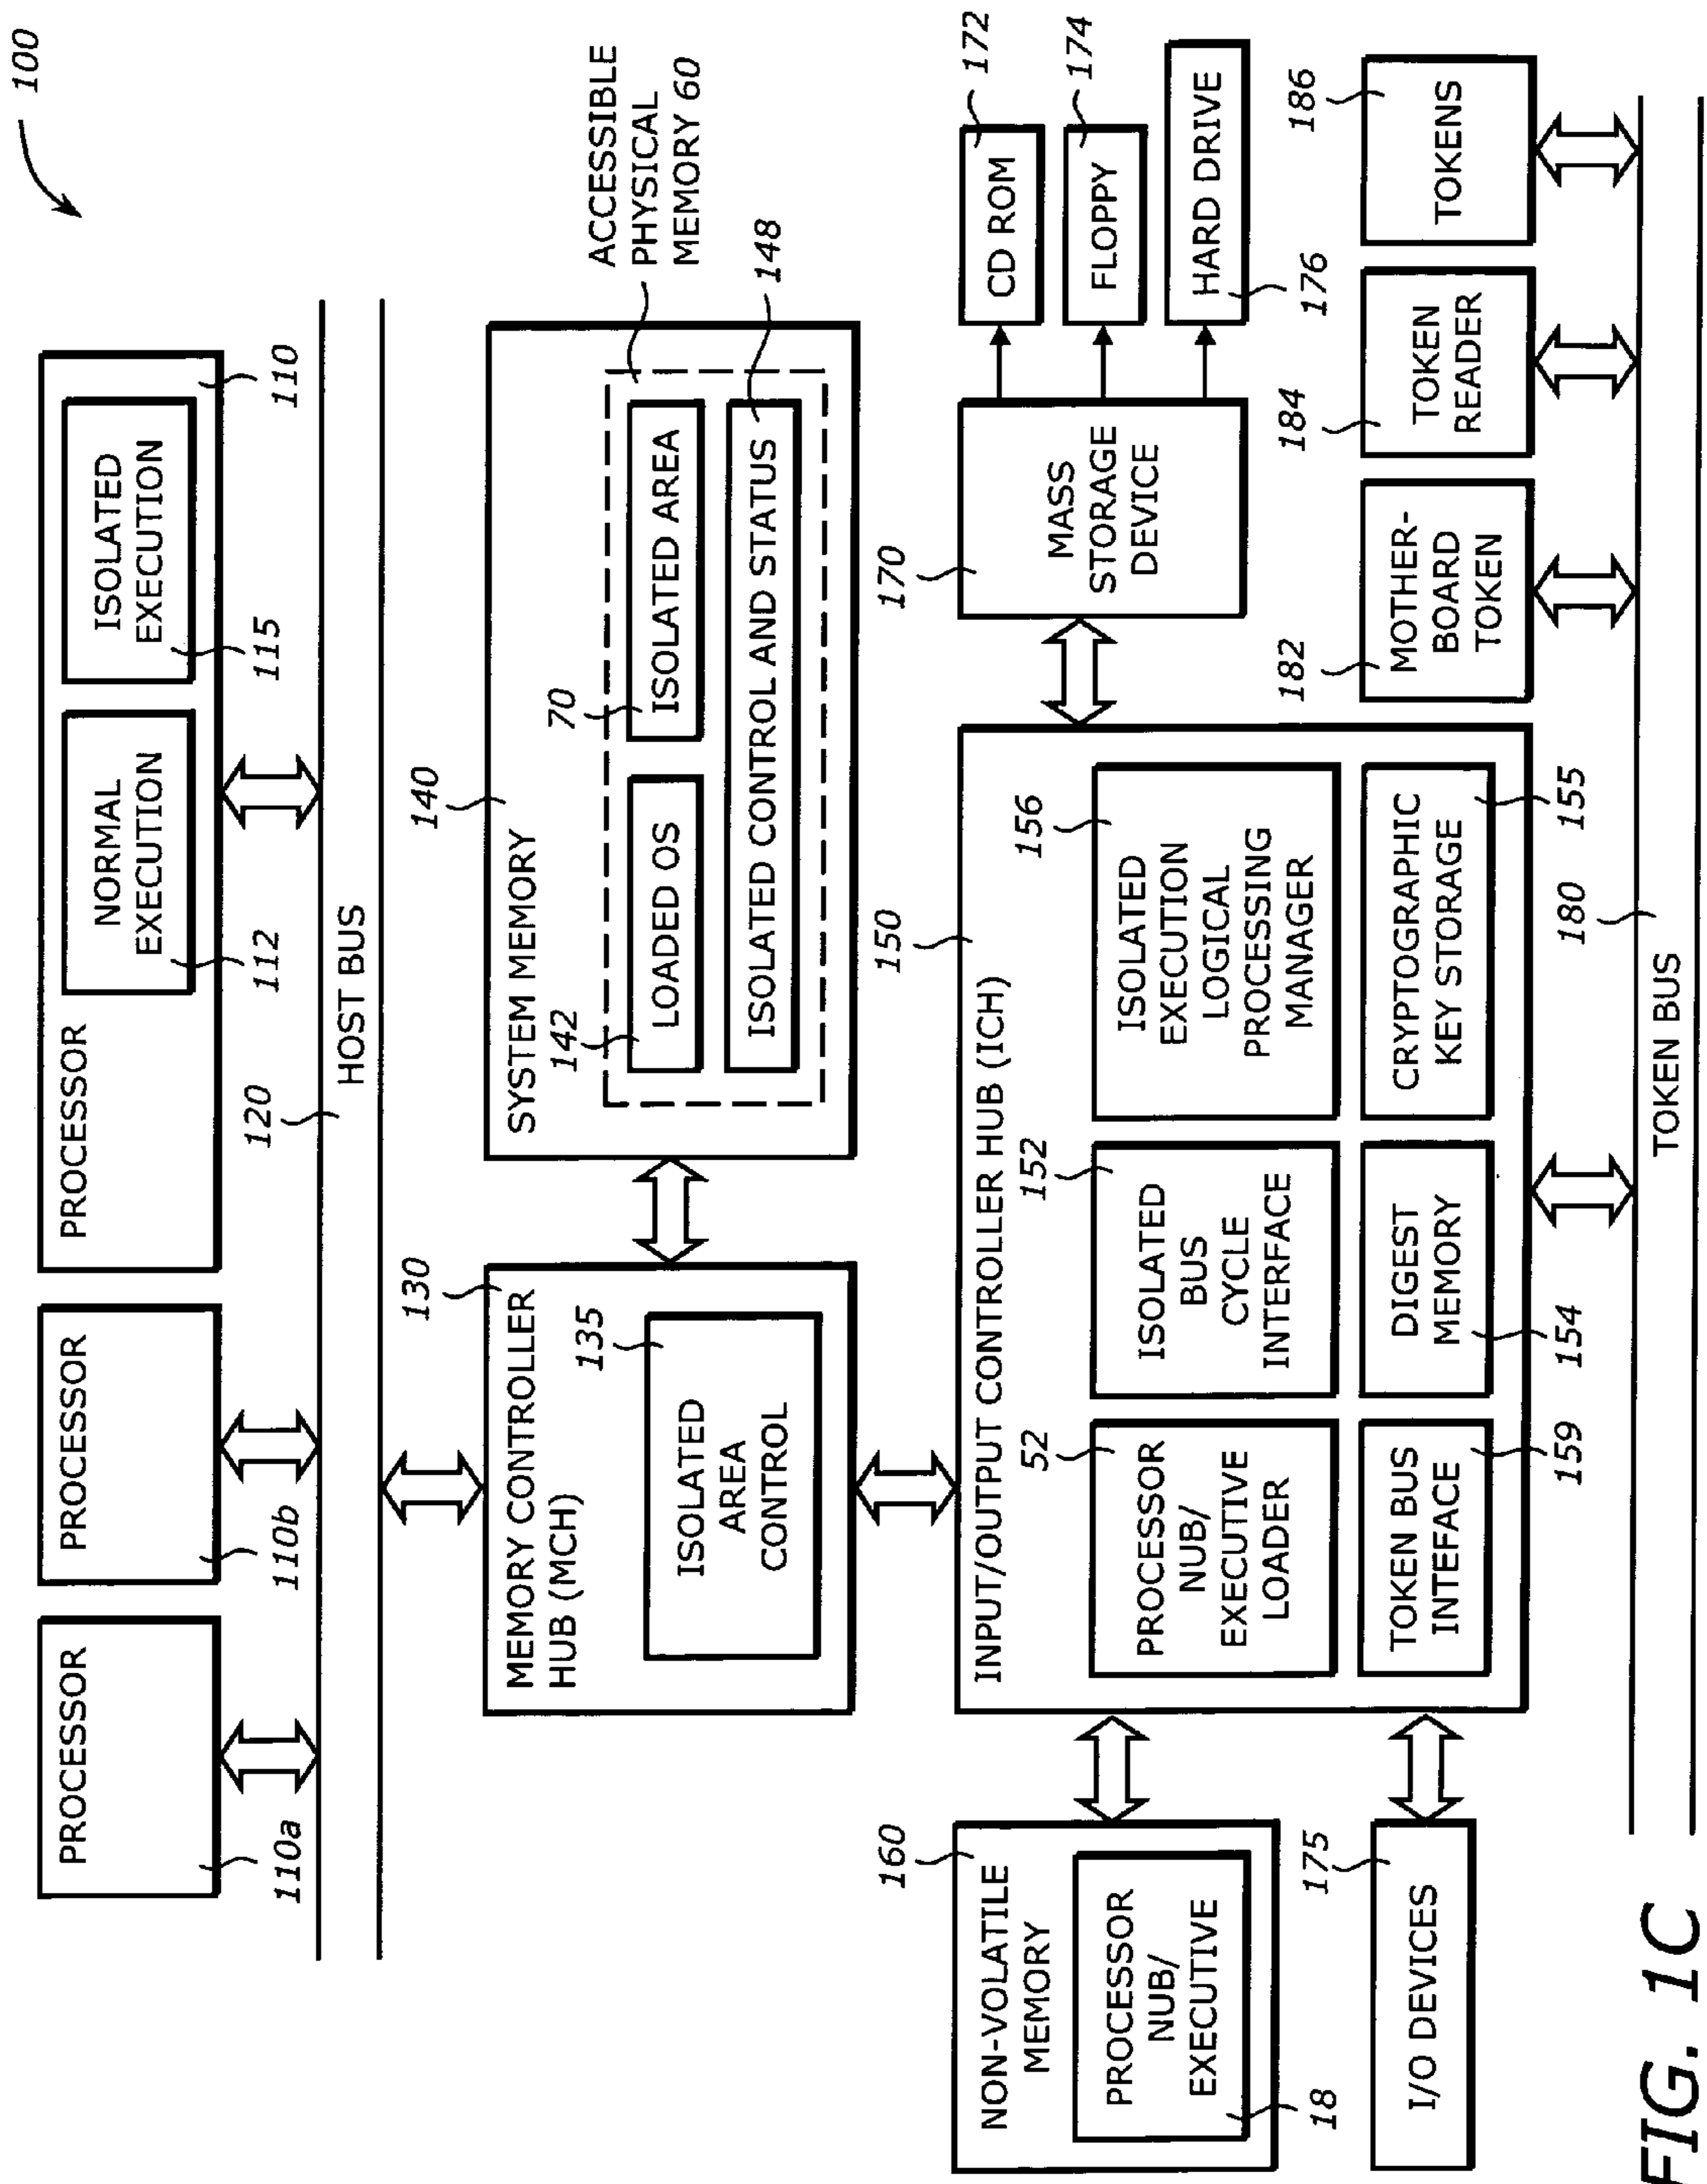 100
PROCESSOR
110a
PROCESSOR
110b
PROCESSOR
NORMAL
EXECUTION
112
ISOLATED
EXECUTION
115
110
120
HOST BUS
130
MEMORY CONTROLLER
HUB (MCH)
135
ISOLATED
AREA
CONTROL
140
SYSTEM MEMORY
142
LOADED OS
70
ISOLATED AREA
ISOLATED CONTROL AND STATUS
148
ACCESSIBLE
PHYSICAL
MEMORY 60
150
INPUT/OUTPUT CONTROLLER HUB (ICH)
52
PROCESSOR
NUB/
EXECUTIVE
LOADER
152
ISOLATED
BUS
CYCLE
INTERFACE
156
ISOLATED
EXECUTION
LOGICAL
PROCESSING
MANAGER
TOKEN BUS
INTEFACE
159
DIGEST
MEMORY
154
CRYPTOGRAPHIC
KEY STORAGE
155
160
NON-VOLATILE
MEMORY
PROCESSOR
NUB/
EXECUTIVE
18
175
I/O DEVICES
170
MASS
STORAGE
DEVICE
CD ROM
172
FLOPPY
174
HARD DRIVE
176
182
MOTHER-
BOARD
TOKEN
184
TOKEN
READER
186
TOKENS
180
TOKEN BUS
FIG. 1C